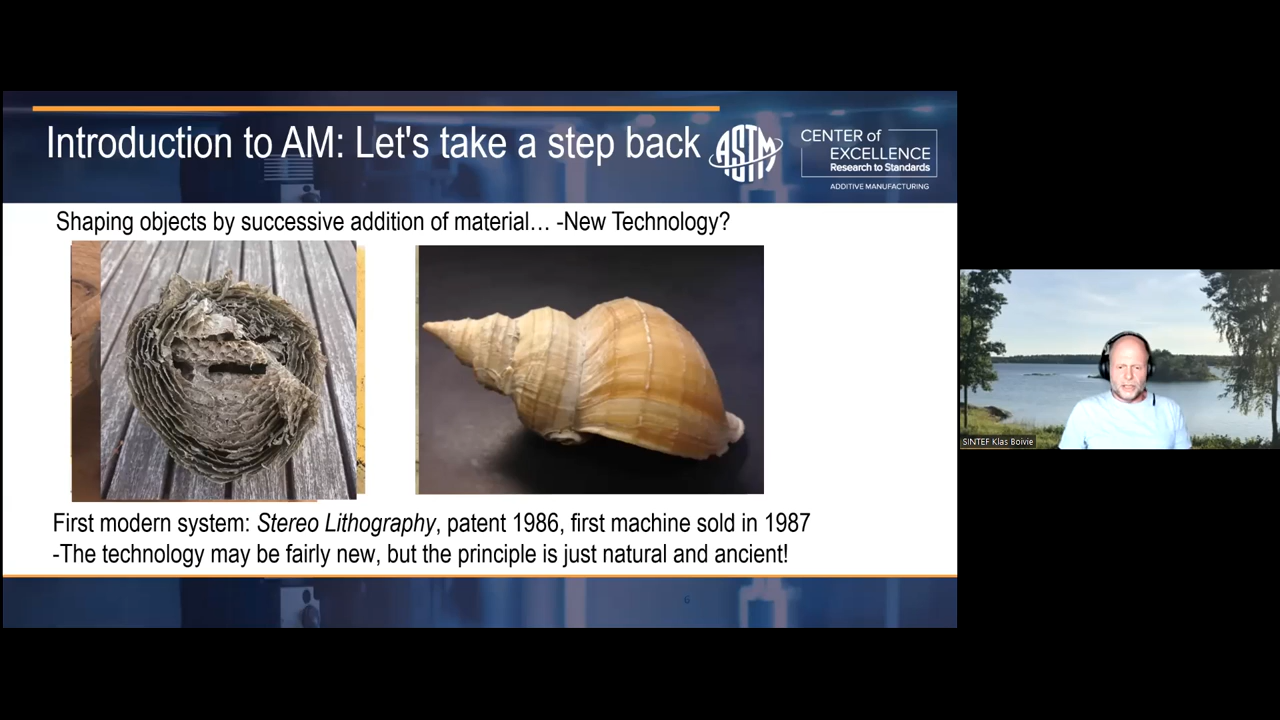 Introduction to AM: Let's take a step back
ASTM
CENTER of
EXCELLENCE
Research to Standards
ADDITIVE MANUFACTURING
Shaping objects by successive addition of material… -New Technology?
First modern system: Stereo Lithography, patent 1986, first machine sold in 1987
-The technology may be fairly new, but the principle is just natural and ancient!
6
SINTEF Klas Boivie